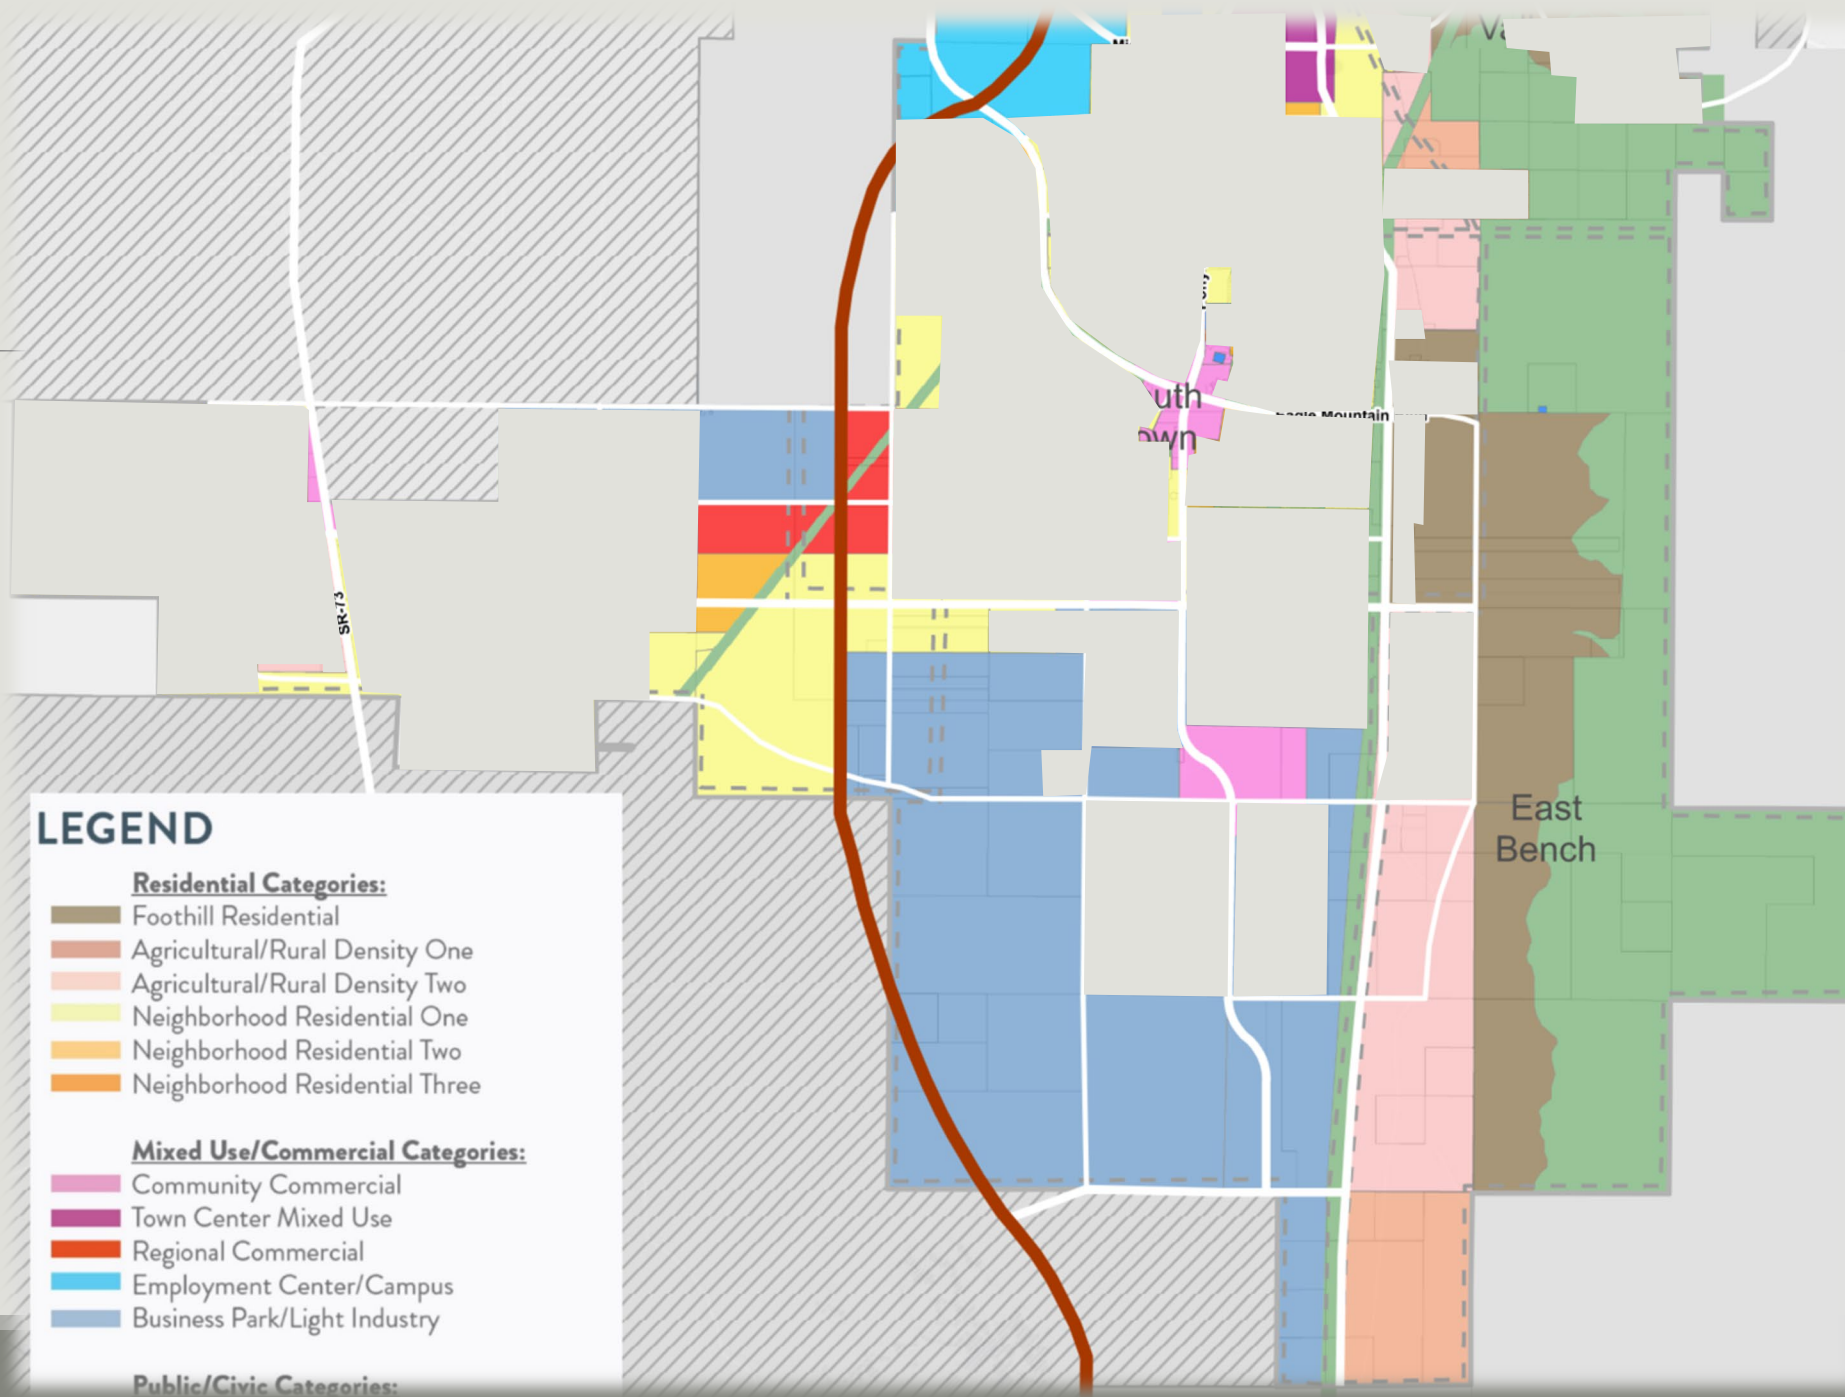 uth
own
Eagle Mountain
SR-73
East
Bench
LEGEND
Residential Categories:
Foothill Residential
Agricultural/Rural Density One
Agricultural/Rural Density Two
Neighborhood Residential One
Neighborhood Residential Two
Neighborhood Residential Three
Mixed Use/Commercial Categories:
Community Commercial
Town Center Mixed Use
Regional Commercial
Employment Center/Campus
Business Park/Light Industry
Public/Civic Categories: